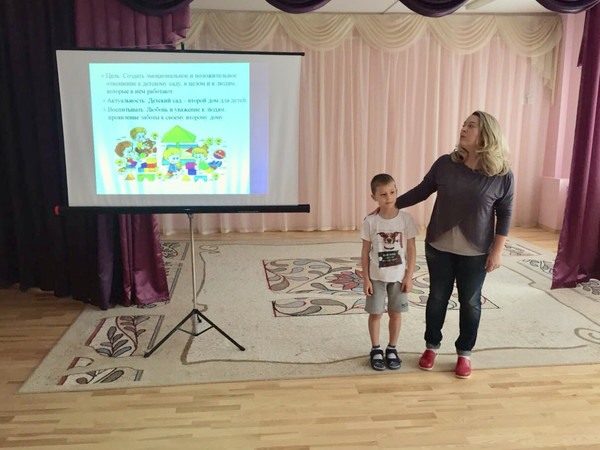 Цель. Создать эмоциональное и положительное
отношение к детскому саду, в целом и к людям,
которые в нём работают.
Актуальность. Детский сад - второй дом для детей
Воспитывать. Любовь и уважение к людям,
проявление заботы к своему второму дому.